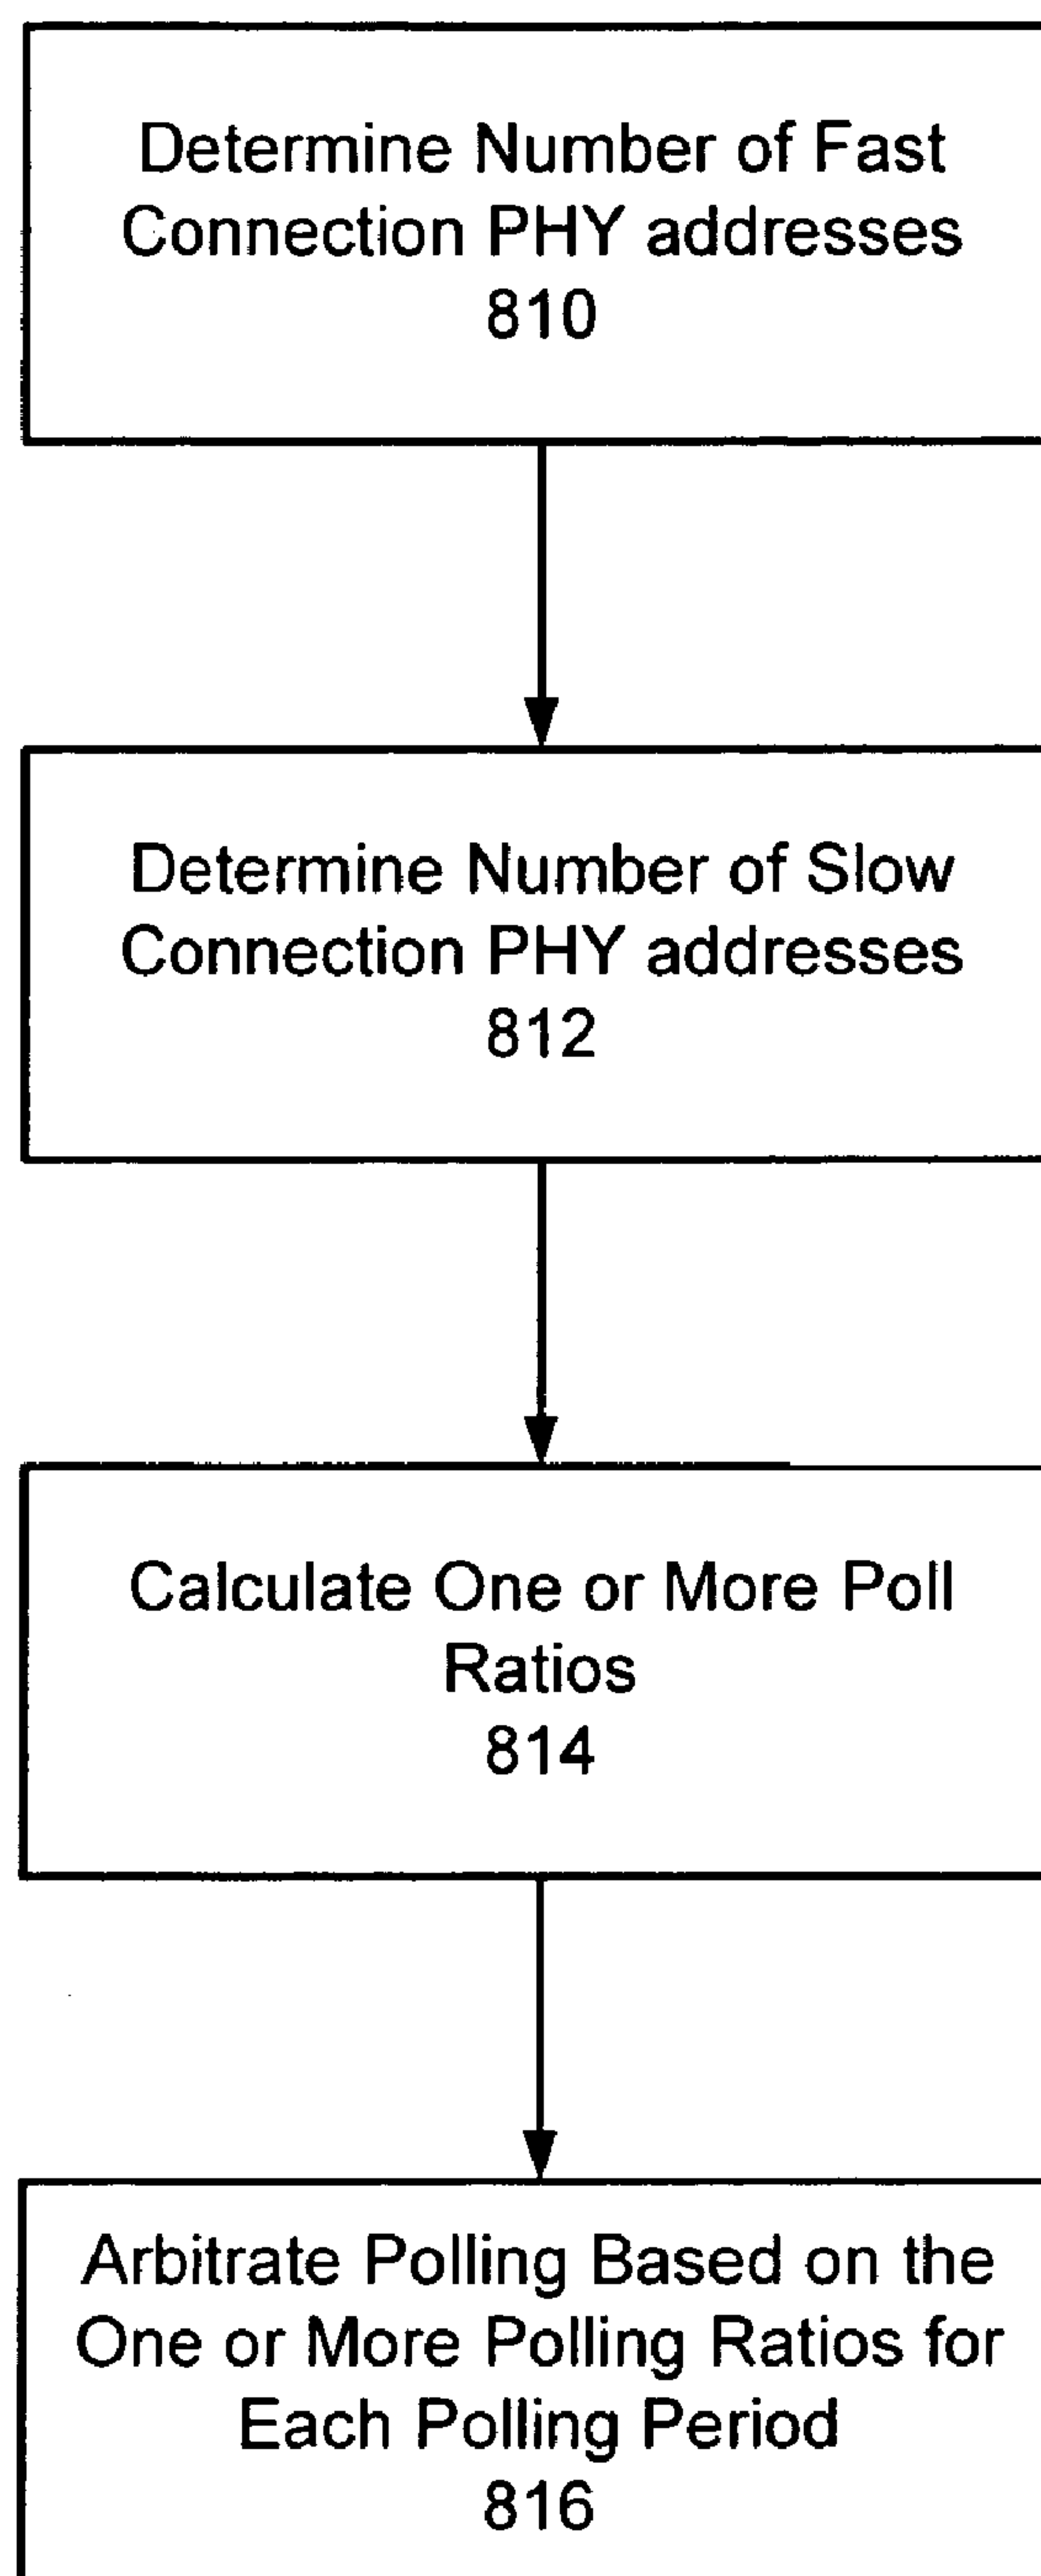 Determine Number of Fast
Connection PHY addresses
810
Determine Number of Slow
Connection PHY addresses
812
Calculate One or More Poll
Ratios
814
Arbitrate Polling Based on the
One or More Polling Ratios for
Each Polling Period
816